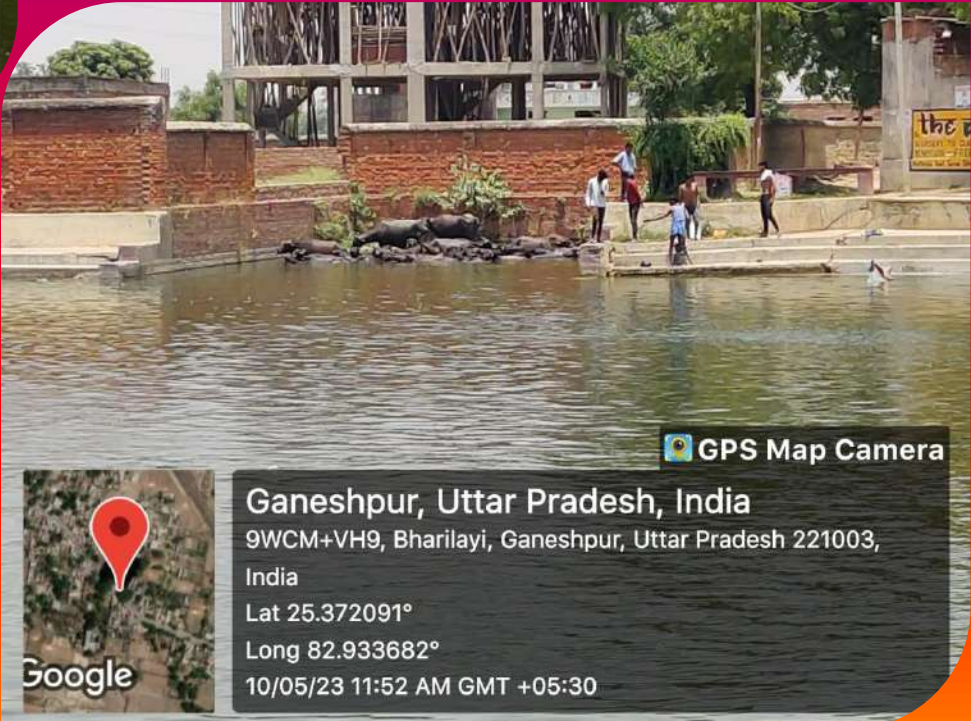 the
GPS Map Camera
Ganeshpur, Uttar Pradesh, India
9WCM+VH9, Bharilayi, Ganeshpur, Uttar Pradesh 221003,
India
Lat 25.372091°
Long 82.933682°
10/05/23 11:52 AM GMT +05:30
Google